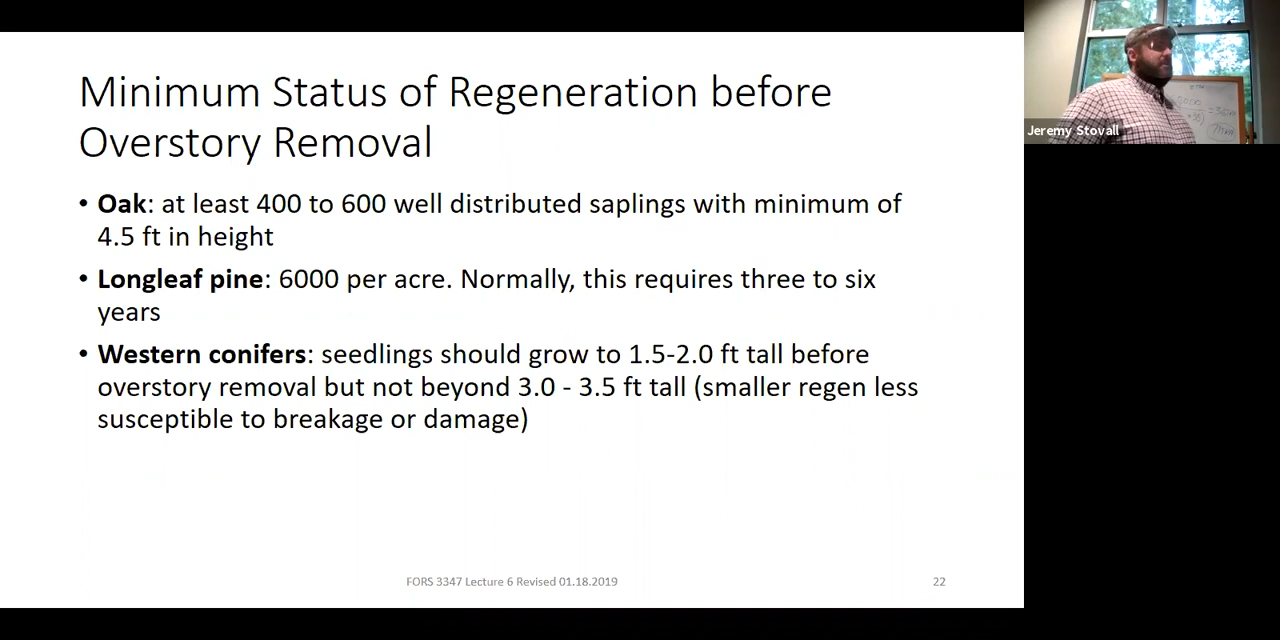 Minimum Status of Regeneration before
Overstory Removal
• Oak: at least 400 to 600 well distributed saplings with minimum of
4.5 ft in height
• Longleaf pine: 6000 per acre. Normally, this requires three to six
years
• Western conifers: seedlings should grow to 1.5-2.0 ft tall before
overstory removal but not beyond 3.0 - 3.5 ft tall (smaller regen less
susceptible to breakage or damage)
FORS 3347 Lecture 6 Revised 01.18.2019
22
Jeremy Stovall